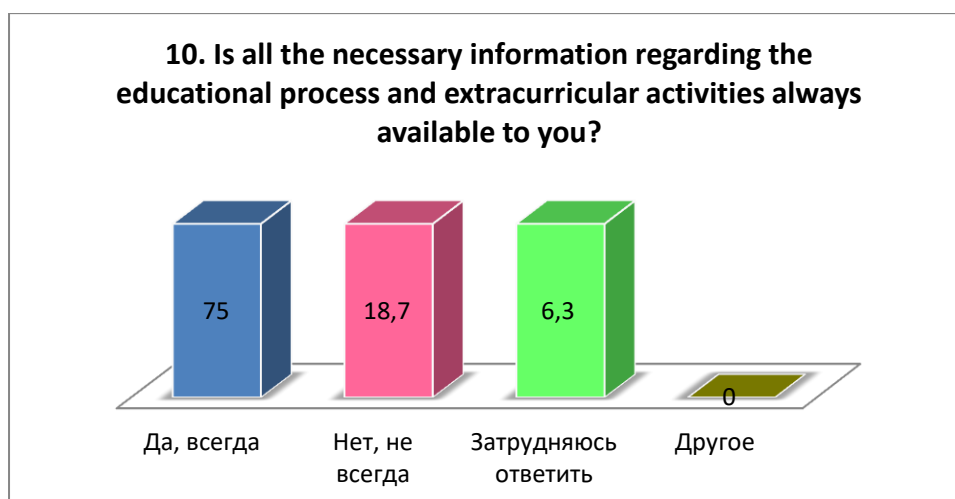 10. Is all the necessary information regarding the
educational process and extracurricular activities always
available to you?
75
18,7
6,3
0
Да, всегда
Нет, не
всегда
Затрудняюсь
ответить
Другое